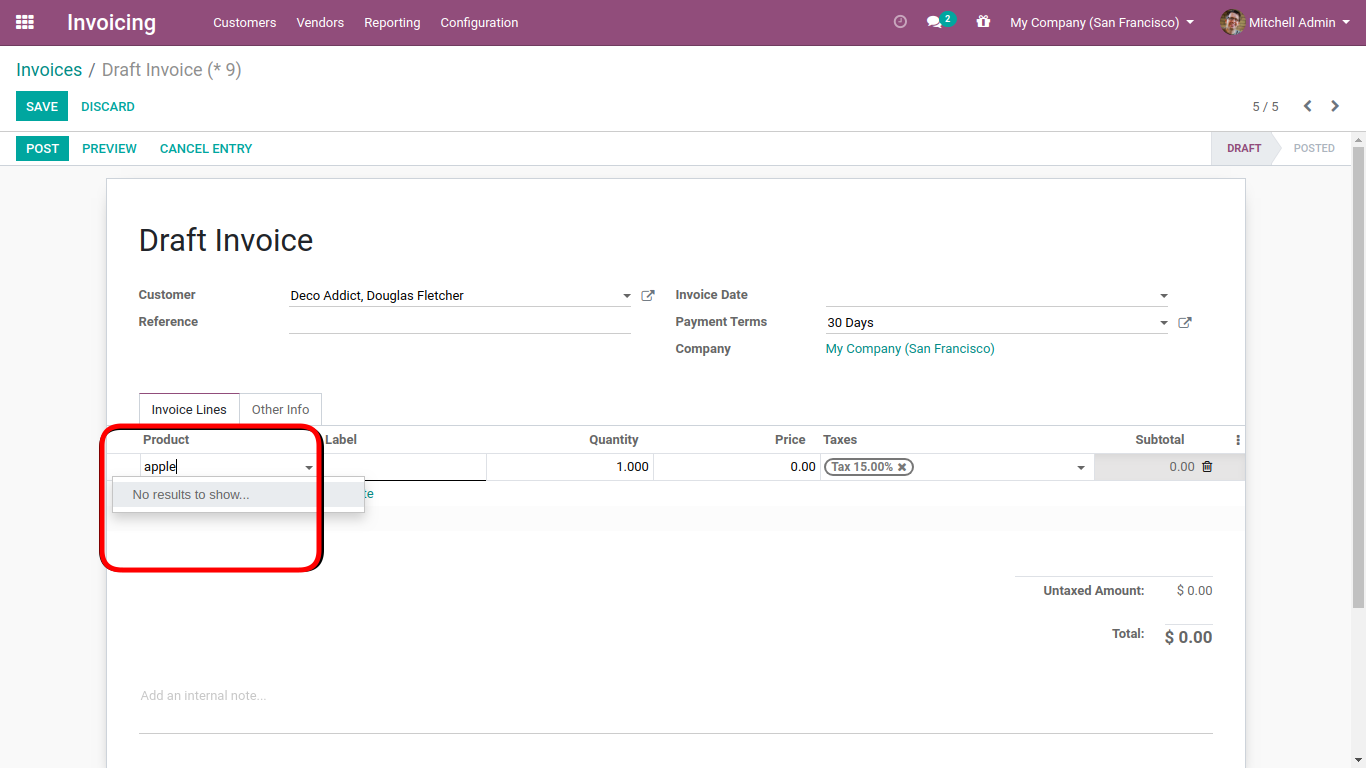 Invoicing Customers Vendors Reporting Configuration 2 My Company (San Francisco) Mitchell Admin
Invoices / Draft Invoice (* 9)
SAVE DISCARD 5 / 5
POST PREVIEW CANCEL ENTRY DRAFT POSTED
Draft Invoice
Customer Deco Addict, Douglas Fletcher Invoice Date
Reference Payment Terms 30 Days
Company My Company (San Francisco)
Invoice Lines Other Info
Product Label Quantity Price Taxes Subtotal
apple 1.000 0.00 Tax 15.00% 0.00
No results to show...
Untaxed Amount: $ 0.00
Total: $ 0.00
Add an internal note...